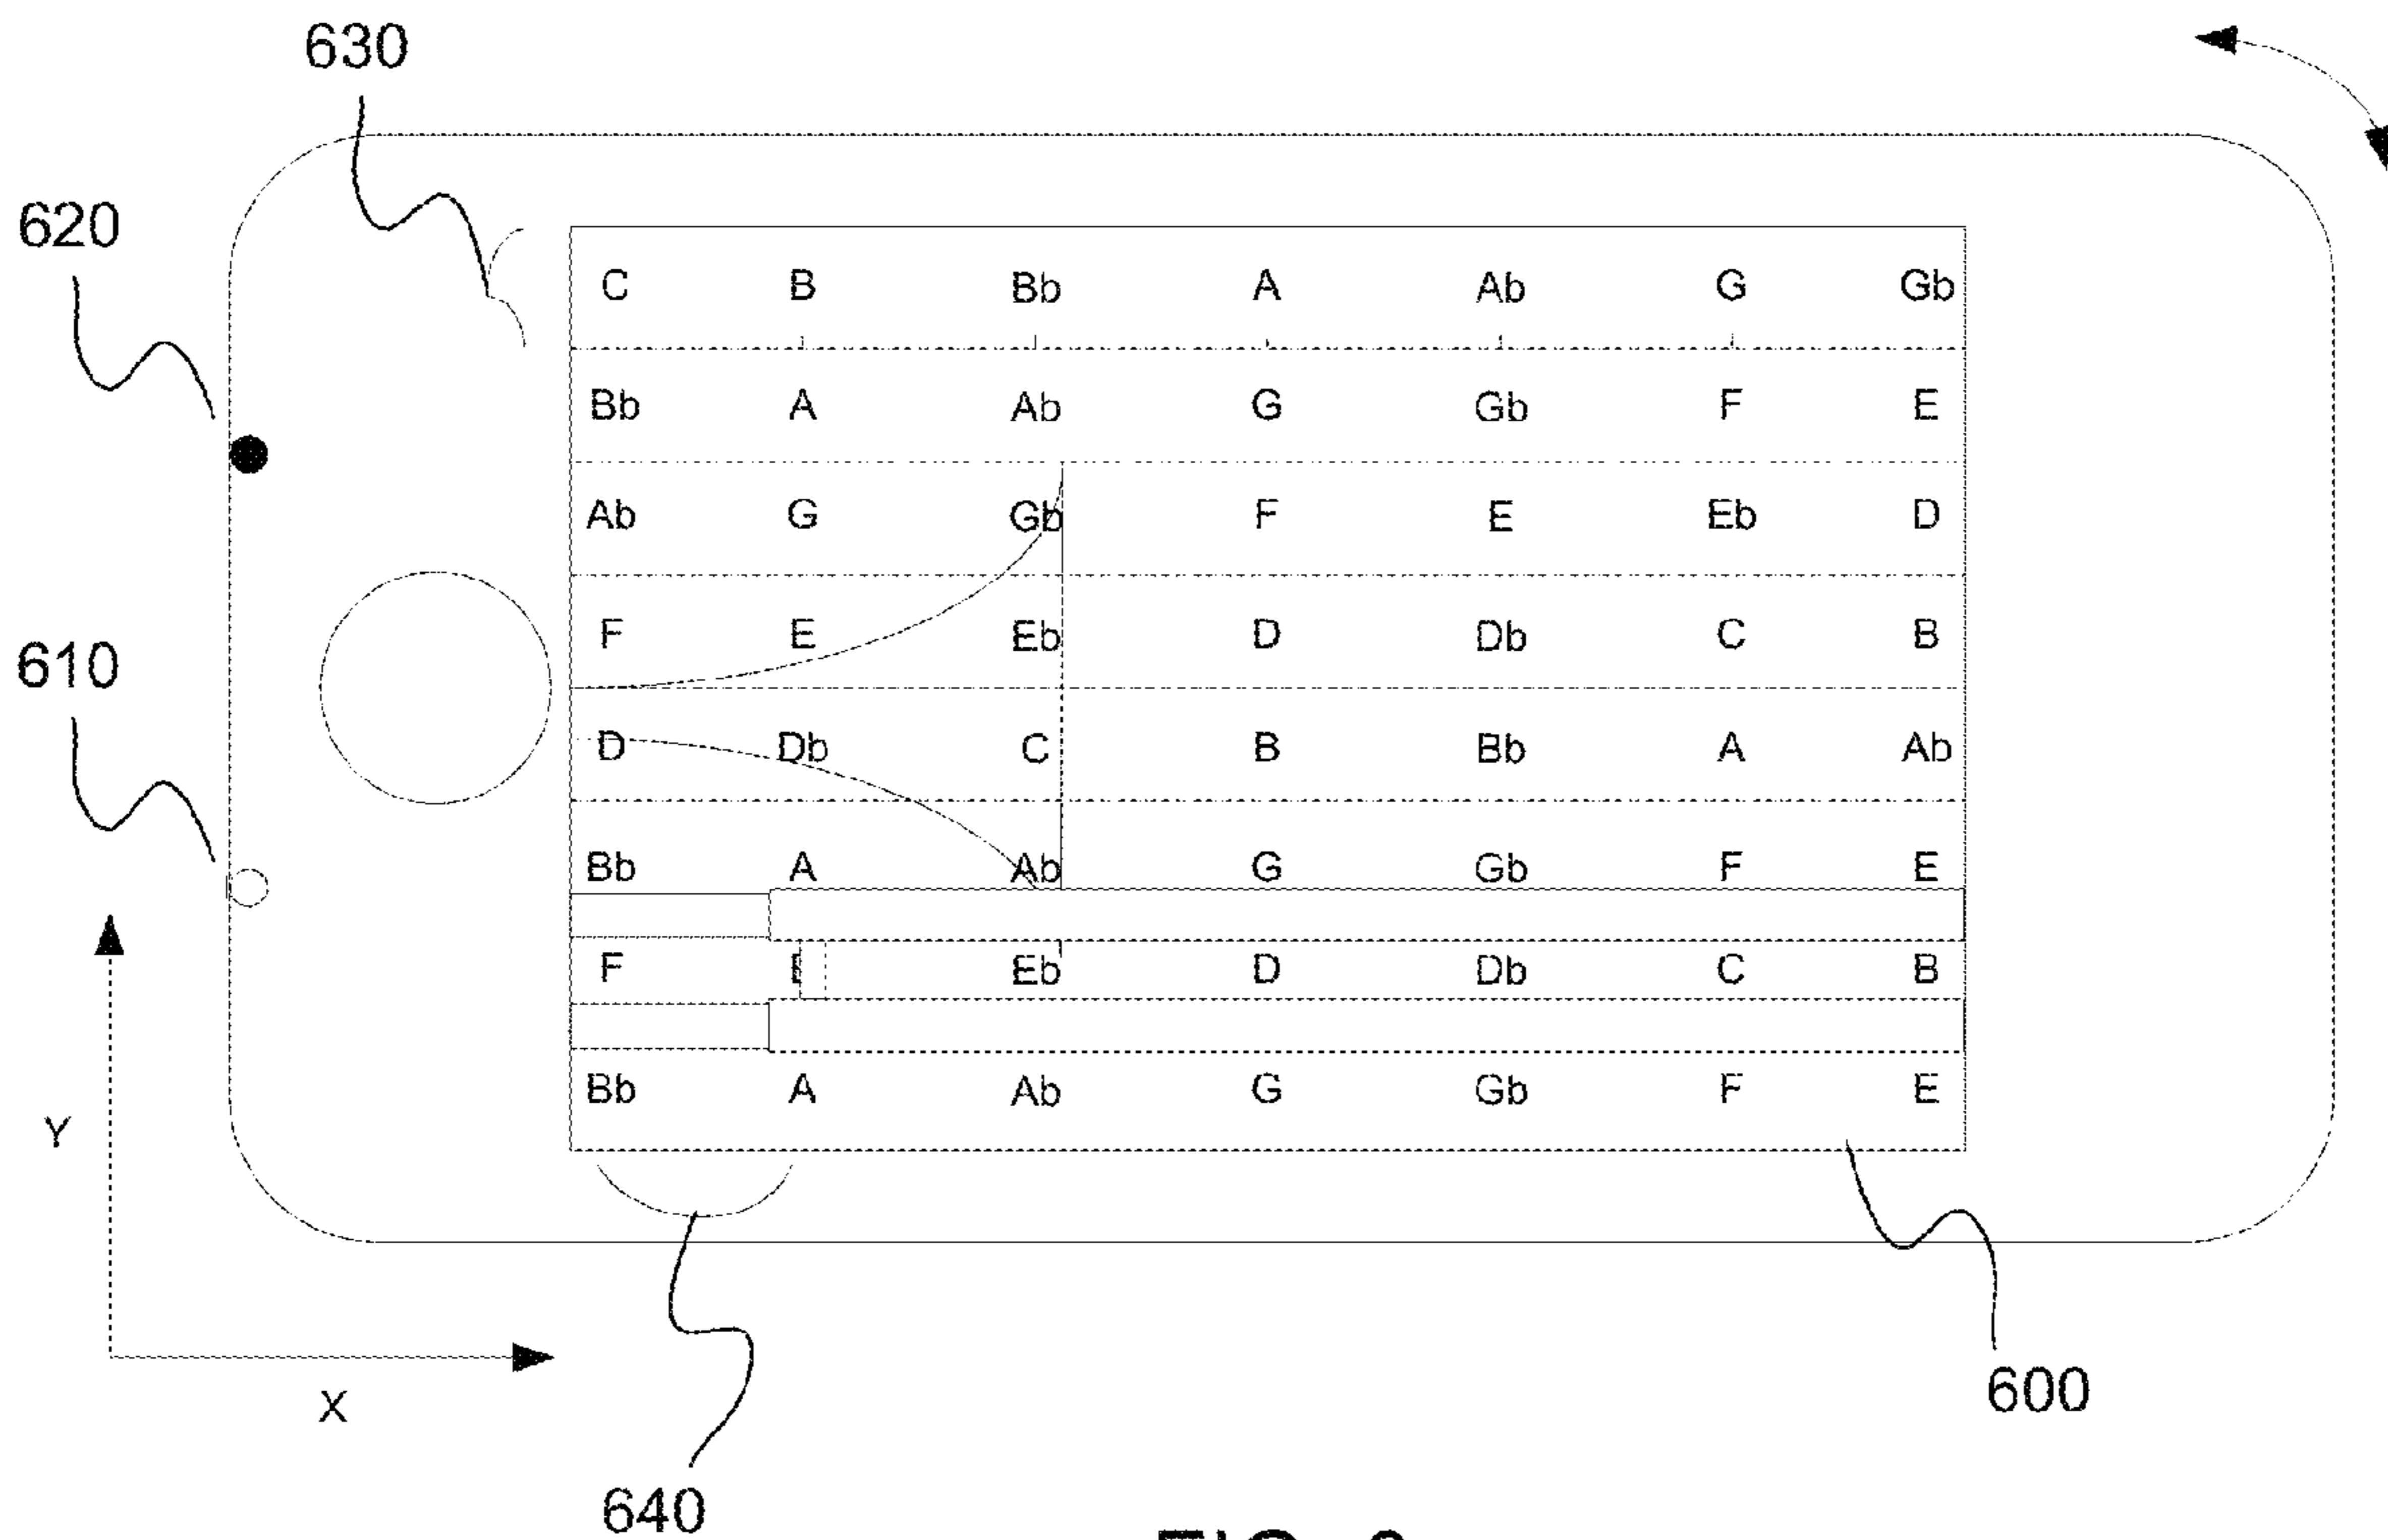 630
620
C B Bb A Ab G Gb
Bb A Ab G Gb F E
Ab G Gb F E Eb D
F E Eb D Db C B
610
D Db C B Bb A Ab
Bb A Ab G Gb F E
F Eb D Db C B
Bb A Ab G Gb F E
Y
X
600
640